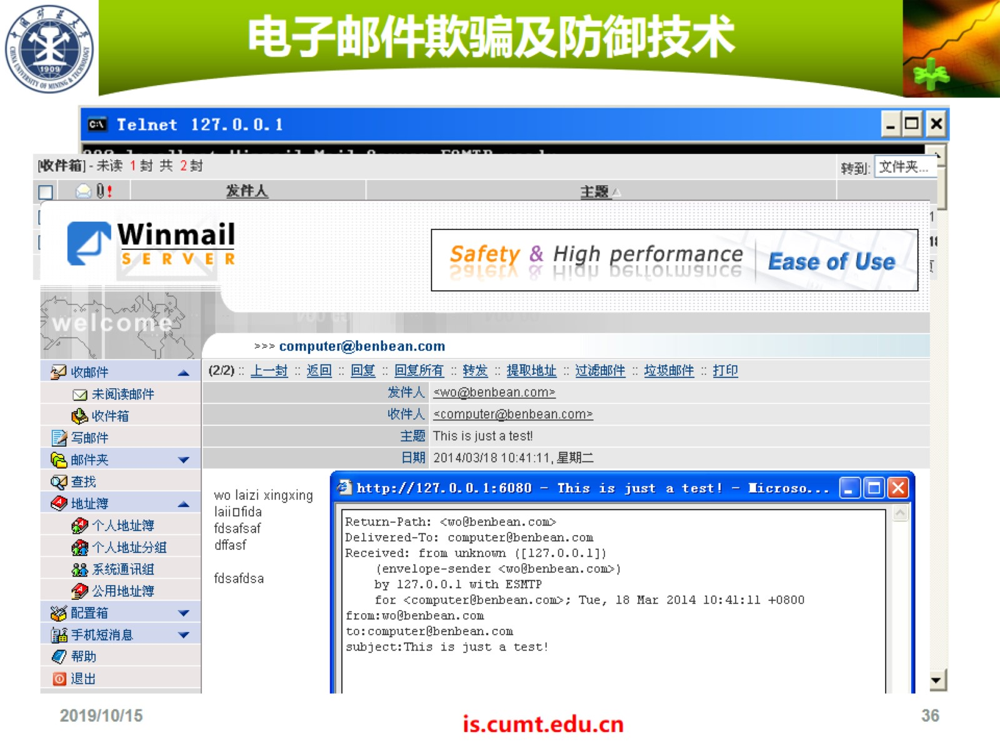 电子邮件欺骗及防御技术
中国矿业大学
CHINA UNIVERSITY OF MINING & TECHNOLOGY
1909
Telnet 127.0.0.1
[收件箱] - 未读 1 封 共 2 封
转到: 文件夹...
发件人 主题
Winmail
SERVER
Safety & High performance Ease of Use
welcome
>>> computer@benbean.com
(2/2) :: 上一封 :: 返回 :: 回复 :: 回复所有 :: 转发 :: 提取地址 :: 过滤邮件 :: 垃圾邮件 :: 打印
发件人 <wo@benbean.com>
收件人 <computer@benbean.com>
主题 This is just a test!
日期 2014/03/18 10:41:11, 星期二
收邮件
未阅读邮件
收件箱
写邮件
邮件夹
查找
地址簿
个人地址簿
个人地址分组
系统通讯组
公用地址簿
配置箱
手机短消息
帮助
退出
wo laizi xingxing
laii□fida
fdsafsaf
dffasf
fdsafdsa
http://127.0.0.1:6080 - This is just a test! - Microso...
Return-Path: <wo@benbean.com>
Delivered-To: computer@benbean.com
Received: from unknown ([127.0.0.1])
(envelope-sender <wo@benbean.com>)
by 127.0.0.1 with ESMTP
for <computer@benbean.com>; Tue, 18 Mar 2014 10:41:11 +0800
from:wo@benbean.com
to:computer@benbean.com
subject:This is just a test!
2019/10/15
is.cumt.edu.cn
36